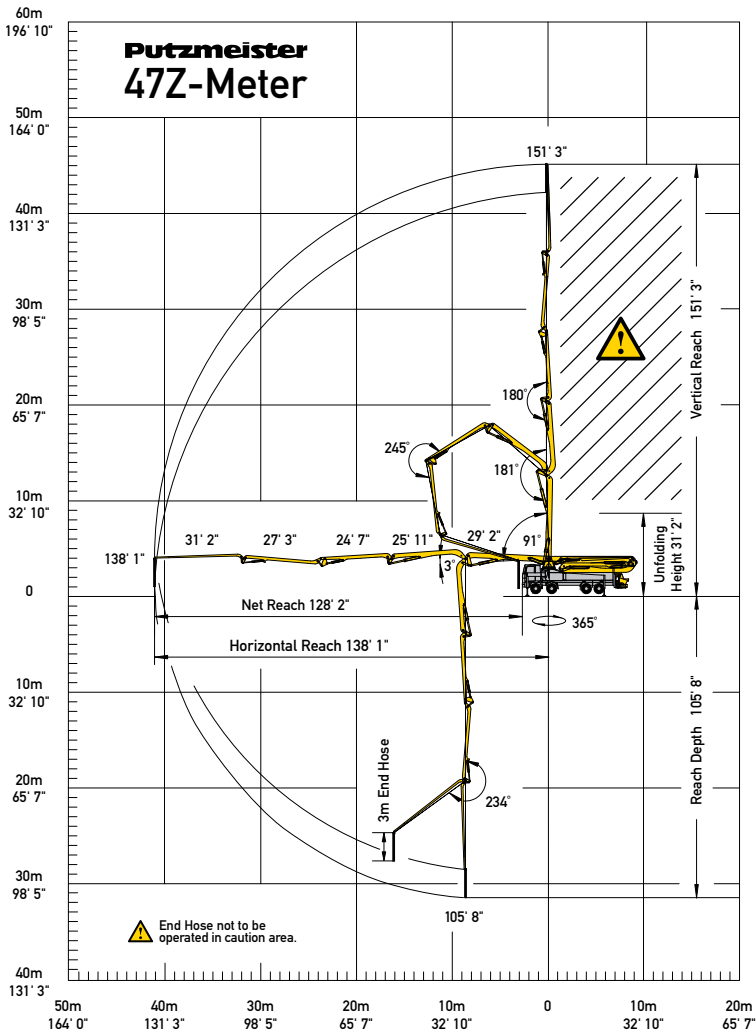 60m
196' 10"
Putzmeister
47Z-Meter
50m
164' 0"
151' 3"
40m
131' 3"
30m
98' 5"
Vertical Reach 151' 3"
20m
65' 7"
180°
245°
181°
10m
32' 10"
31' 2"
27' 3"
24' 7"
25' 11"
29' 2"
91°
Unfolding
Height 31' 2"
138' 1"
3°
0
Net Reach 128' 2"
365°
Horizontal Reach 138' 1"
10m
32' 10"
Reach Depth 105' 8"
3m End Hose
20m
65' 7"
234°
30m
98' 5"
105' 8"
End Hose not to be
operated in caution area.
40m
131' 3"
50m
164' 0"
40m
131' 3"
30m
98' 5"
20m
65' 7"
10m
32' 10"
0
10m
32' 10"
20m
65' 7"